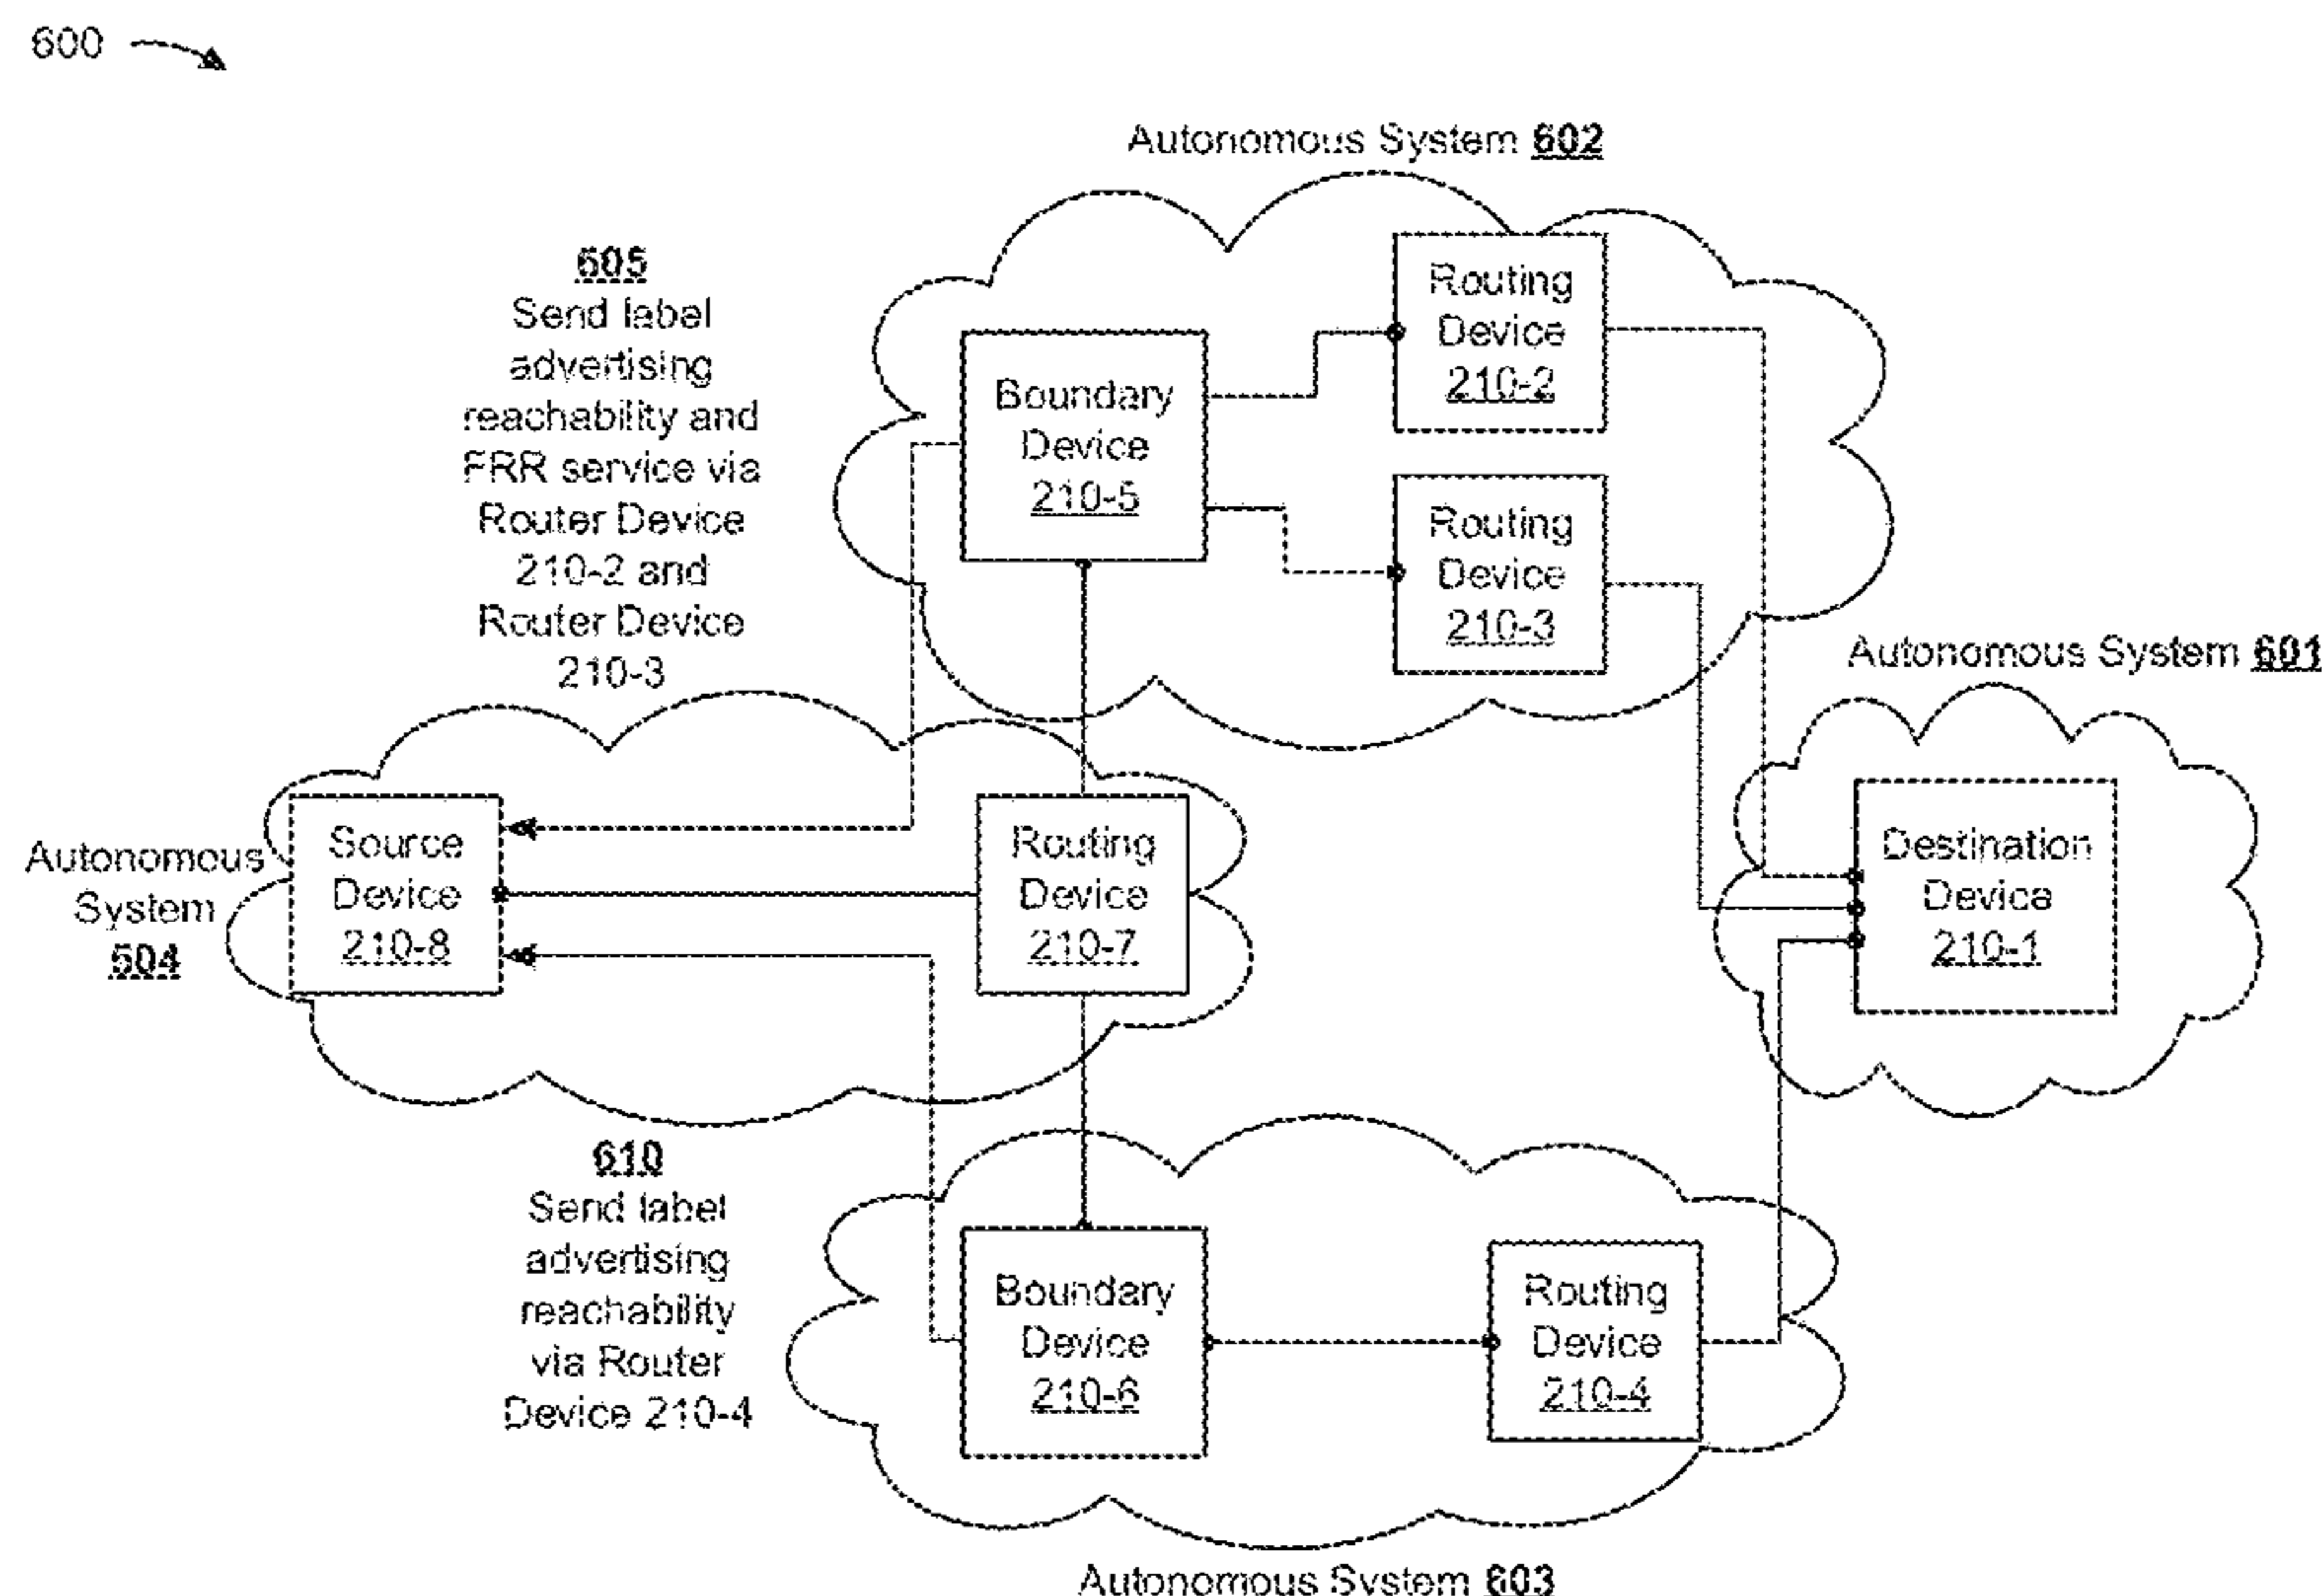 600
Autonomous System 602
605
Send label
advertising
reachability and
FRR service via
Router Device
210-2 and
Router Device
210-3
Routing
Device
210-2
Boundary
Device
210-5
Routing
Device
210-3
Autonomous System 601
Autonomous
System
604
Source
Device
210-8
Routing
Device
210-7
Destination
Device
210-1
610
Send label
advertising
reachability
via Router
Device 210-4
Boundary
Device
210-6
Routing
Device
210-4
Autonomous System 603